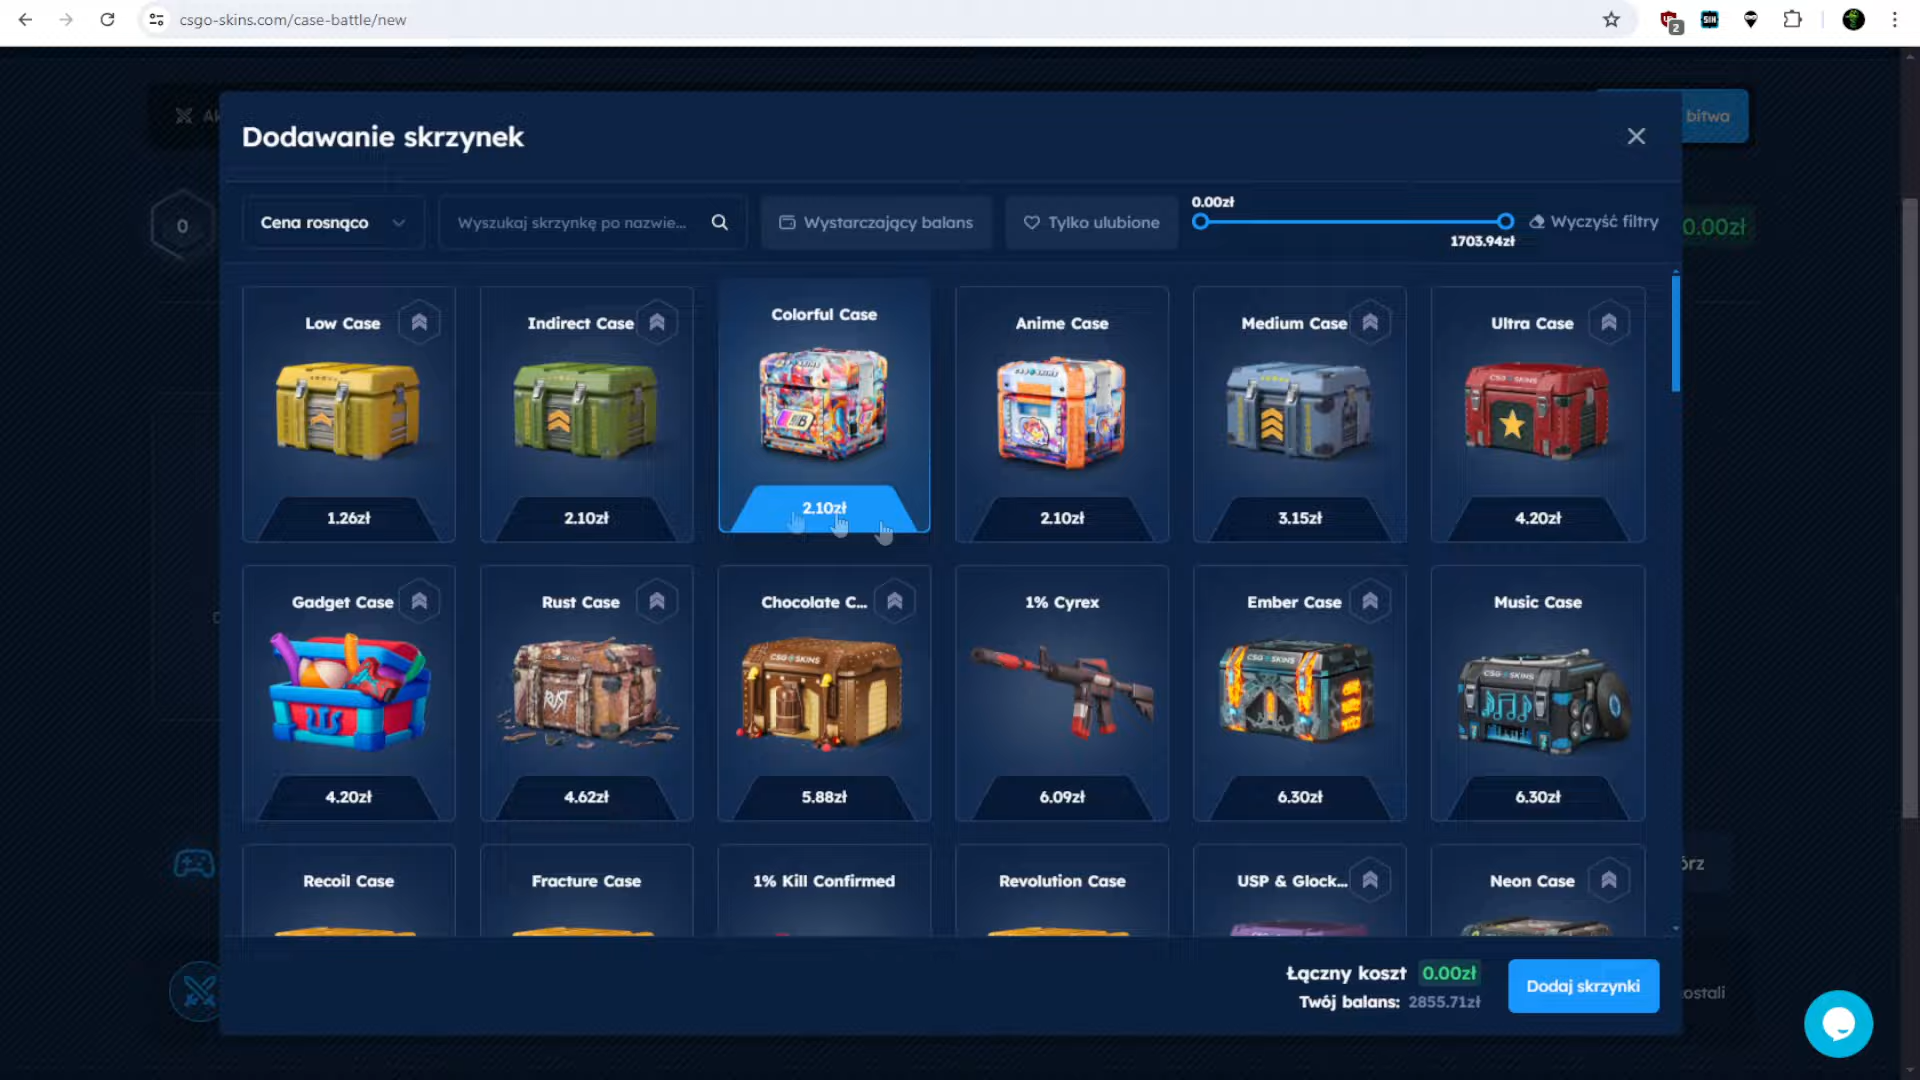 csgo-skins.com/case-battle/new
2
SIH
bitwa
Dodawanie skrzynek
0
Cena rosnąco
Wyszukaj skrzynkę po nazwie...
Wystarczający balans
Tylko ulubione
0.00zł
1703.94zł
Wyczyść filtry
0.00zł
Low Case
Indirect Case
Colorful Case
Anime Case
Medium Case
Ultra Case
1.26zł
2.10zł
2.10zł
2.10zł
3.15zł
4.20zł
Gadget Case
Rust Case
Chocolate C...
1% Cyrex
Ember Case
Music Case
4.20zł
4.62zł
5.88zł
6.09zł
6.30zł
6.30zł
Recoil Case
Fracture Case
1% Kill Confirmed
Revolution Case
USP & Glock...
Neon Case
Łączny koszt 0.00zł
Twój balans: 2855.71zł
Dodaj skrzynki
ostali